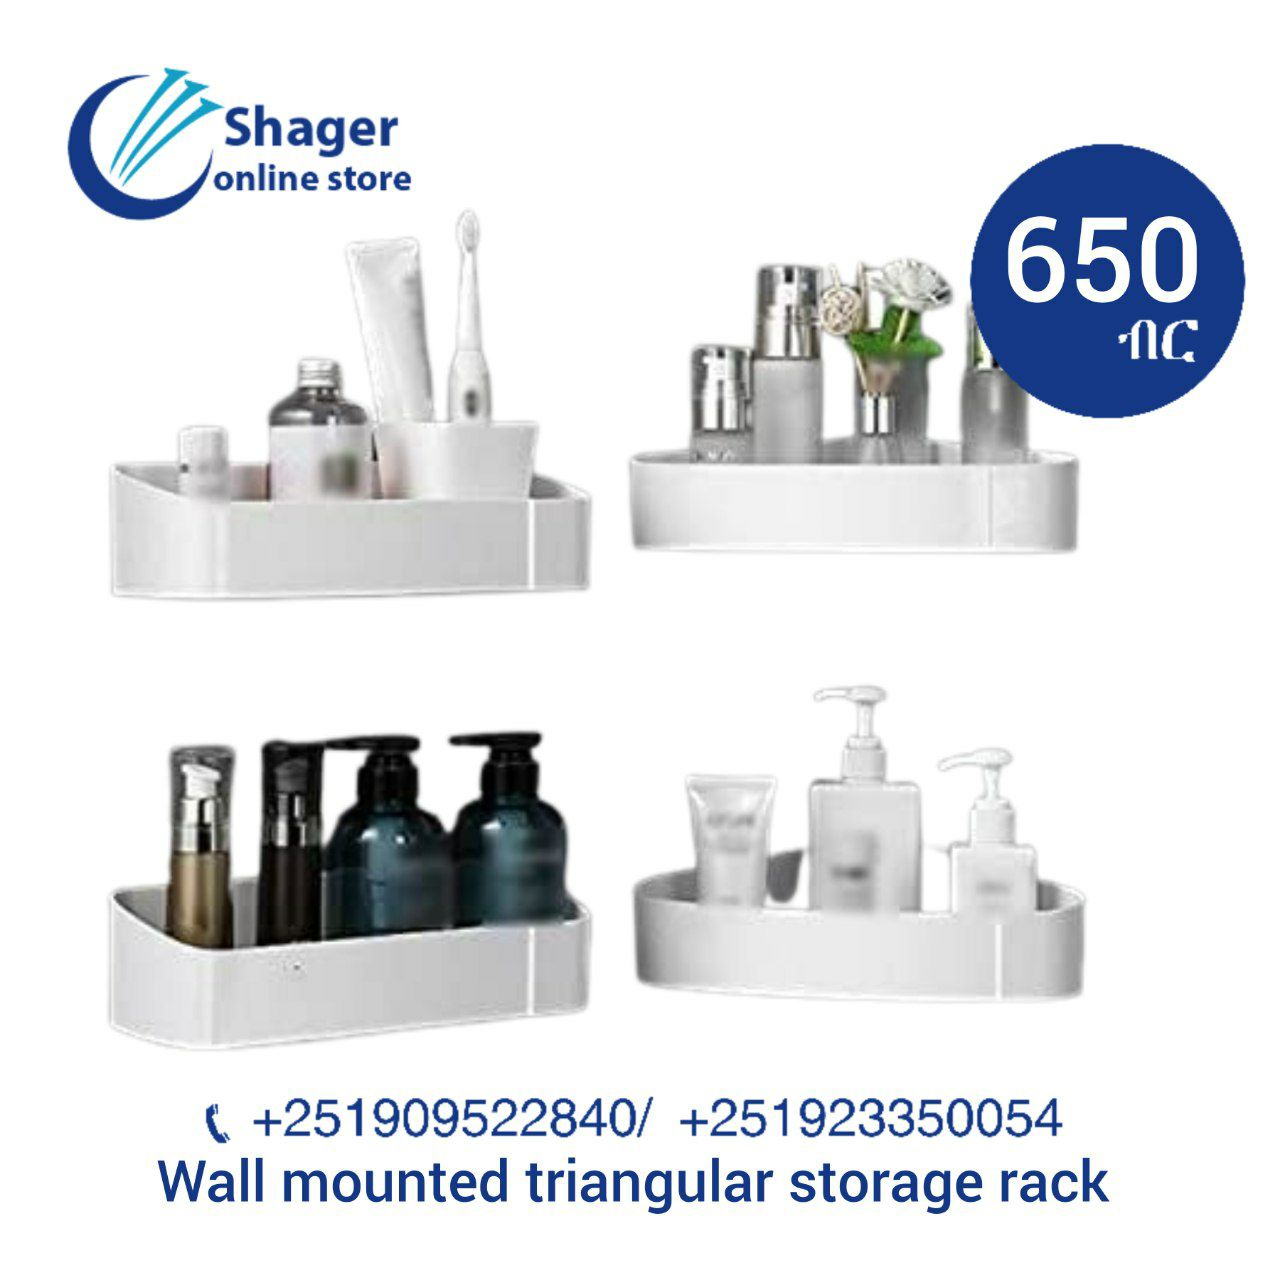 Shager
online store
650
ብር
+251909522840/ +251923350054
Wall mounted triangular storage rack